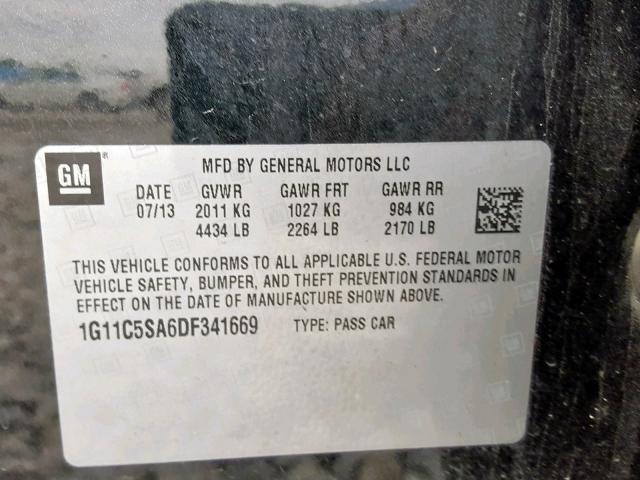 GM ®
MFD BY GENERAL MOTORS LLC
DATE GVWR GAWR FRT GAWR RR
07/13 2011 KG 1027 KG 984 KG
4434 LB 2264 LB 2170 LB
THIS VEHICLE CONFORMS TO ALL APPLICABLE U.S. FEDERAL MOTOR
VEHICLE SAFETY, BUMPER, AND THEFT PREVENTION STANDARDS IN
EFFECT ON THE DATE OF MANUFACTURE SHOWN ABOVE.
1G11C5SA6DF341669 TYPE: PASS CAR